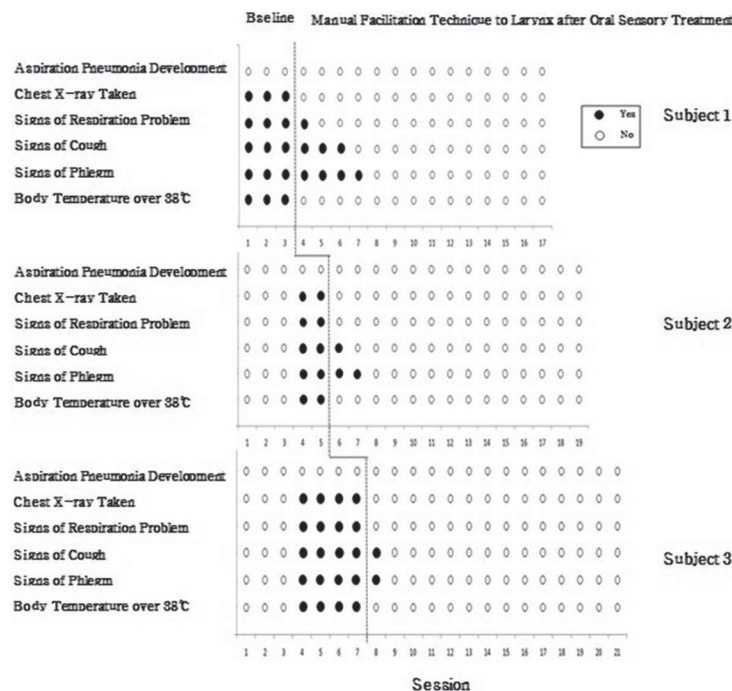 Bseline Manual Facilitation Technique to Larynx after Oral Sensory Treatment
Aspiration Pneumonia Development
Chest X-ray Taken
Signs of Respiration Problem
Signs of Cough
Signs of Phlegm
Body Temperature over 38℃
Yes
No
Subject 1
1 2 3 4 5 6 7 8 9 10 11 12 13 14 15 16 17
Aspiration Pneumonia Development
Chest X-ray Taken
Signs of Respiration Problem
Signs of Cough
Signs of Phlegm
Body Temperature over 38℃
Subject 2
1 2 3 4 5 6 7 8 9 10 11 12 13 14 15 16 17 18 19
Aspiration Pneumonia Development
Chest X-ray Taken
Signs of Respiration Problem
Signs of Cough
Signs of Phlegm
Body Temperature over 38℃
Subject 3
1 2 3 4 5 6 7 8 9 10 11 12 13 14 15 16 17 18 19 20 21
Session